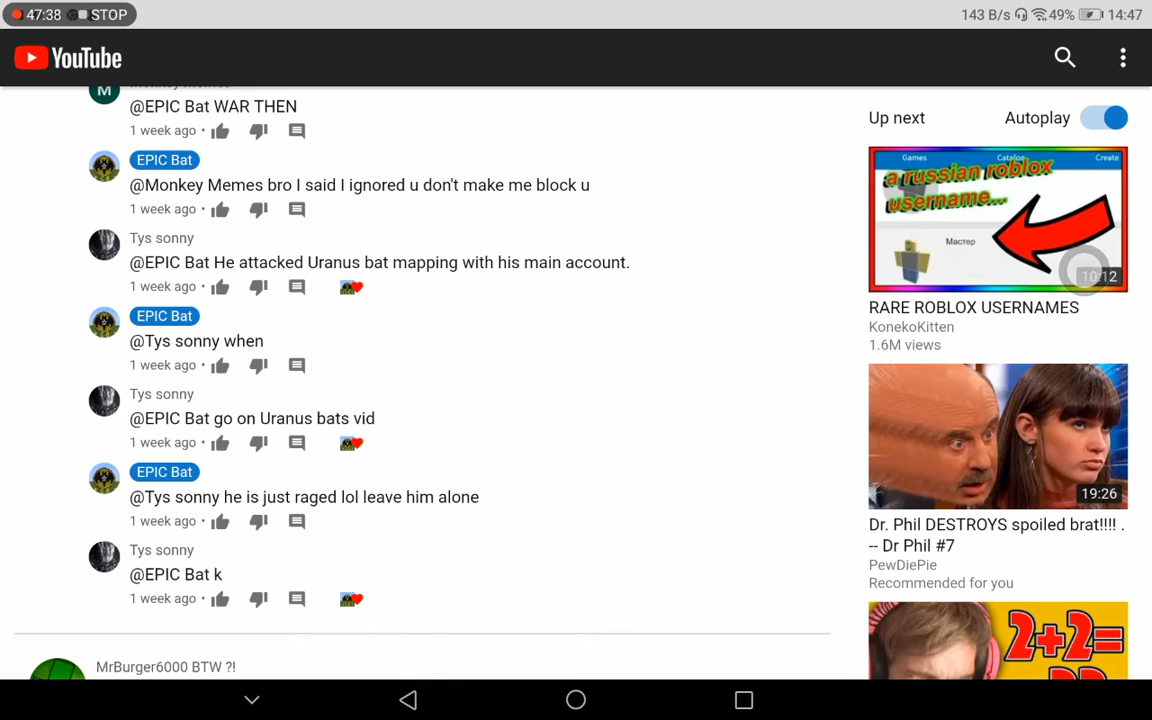 47:38 STOP
143 B/s 49% 14:47
YouTube
M
@EPIC Bat WAR THEN
1 week ago •
EPIC Bat
@Monkey Memes bro I said I ignored u don't make me block u
1 week ago •
Tys sonny
@EPIC Bat He attacked Uranus bat mapping with his main account.
1 week ago •
EPIC Bat
@Tys sonny when
1 week ago •
Tys sonny
@EPIC Bat go on Uranus bats vid
1 week ago •
EPIC Bat
@Tys sonny he is just raged lol leave him alone
1 week ago •
Tys sonny
@EPIC Bat k
1 week ago •
MrBurger6000 BTW ?!
Up next Autoplay
Games Catalog Create
a russian roblox
username...
Мастер
10:12
RARE ROBLOX USERNAMES
KonekoKitten
1.6M views
19:26
Dr. Phil DESTROYS spoiled brat!!!! .
-- Dr Phil #7
PewDiePie
Recommended for you
2+2=